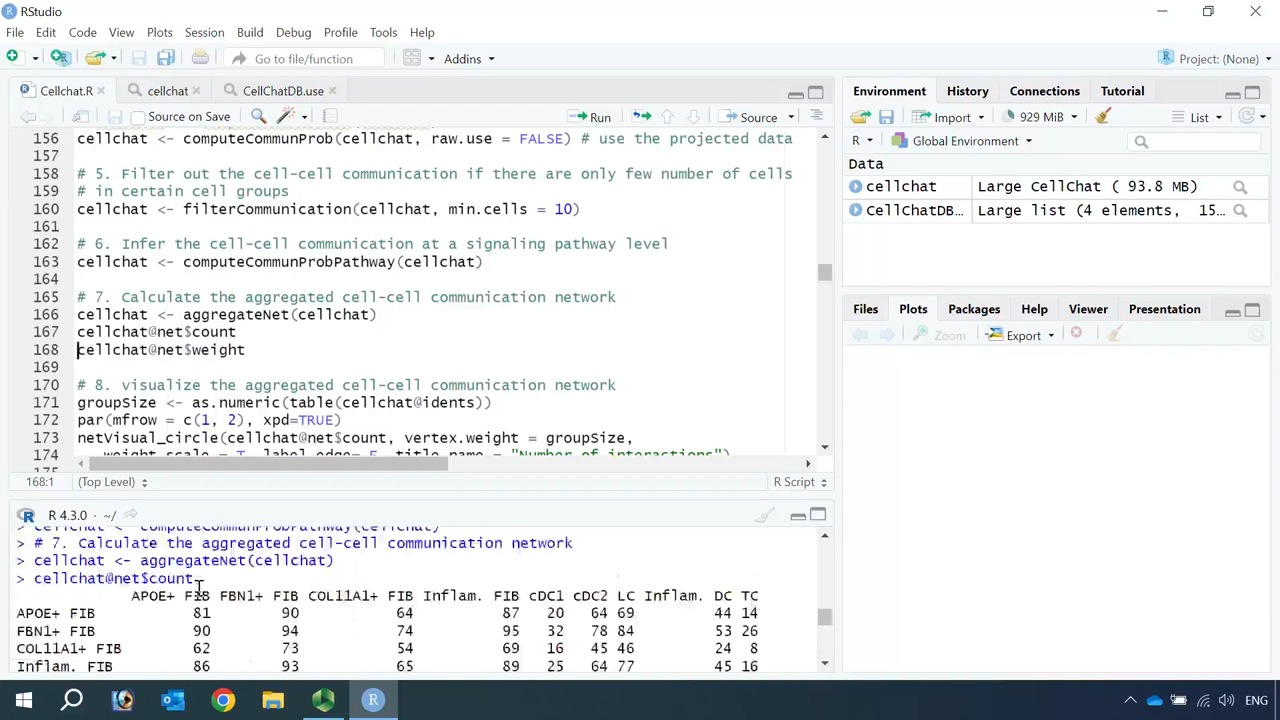 RStudio
File Edit Code View Plots Session Build Debug Profile Tools Help
Go to file/function Addins Project: (None)
Cellchat.R cellchat CellChatDB.use
Source on Save Run Source
156 cellchat <- computeCommunProb(cellchat, raw.use = FALSE) # use the projected data
157
158 # 5. Filter out the cell-cell communication if there are only few number of cells
159 # in certain cell groups
160 cellchat <- filterCommunication(cellchat, min.cells = 10)
161
162 # 6. Infer the cell-cell communication at a signaling pathway level
163 cellchat <- computeCommunProbPathway(cellchat)
164
165 # 7. Calculate the aggregated cell-cell communication network
166 cellchat <- aggregateNet(cellchat)
167 cellchat@net$count
168 cellchat@net$weight
169
170 # 8. visualize the aggregated cell-cell communication network
171 groupSize <- as.numeric(table(cellchat@idents))
172 par(mfrow = c(1, 2), xpd=TRUE)
173 netVisual_circle(cellchat@net$count, vertex.weight = groupSize,
174 weight.scale = T, label.edge= F, title.name = "Number of interactions")
175
168:1 (Top Level) R Script
R 4.3.0 · ~/
> cellchat <- computeCommunProbPathway(cellchat)
> # 7. Calculate the aggregated cell-cell communication network
> cellchat <- aggregateNet(cellchat)
> cellchat@net$count
APOE+ FIB FBN1+ FIB COL11A1+ FIB Inflam. FIB cDC1 cDC2 LC Inflam. DC TC
APOE+ FIB 81 90 64 87 20 64 69 44 14
FBN1+ FIB 90 94 74 95 32 78 84 53 26
COL11A1+ FIB 62 73 54 69 16 45 46 24 8
Inflam. FIB 86 93 65 89 25 64 77 45 16
Environment History Connections Tutorial
Import 929 MiB List
R Global Environment
Data
cellchat Large CellChat ( 93.8 MB)
CellChatDB… Large list (4 elements, 15…
Files Plots Packages Help Viewer Presentation
Zoom Export
ENG